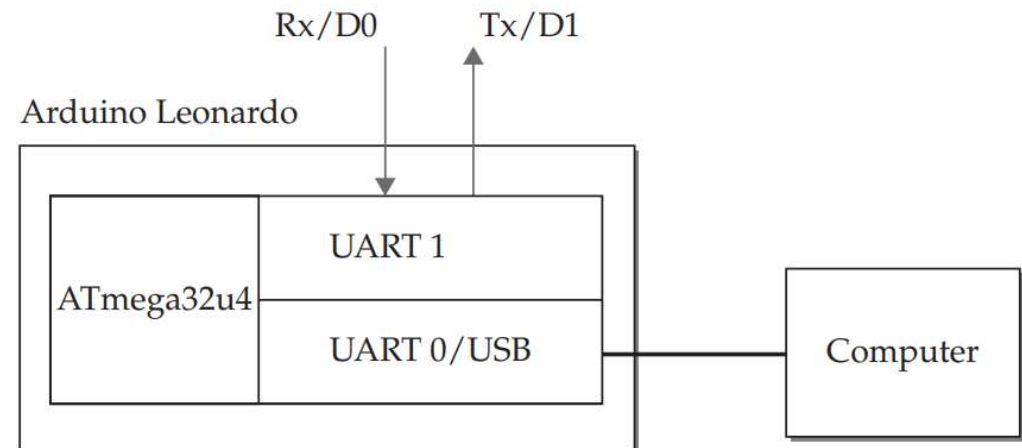 Rx/D0
Tx/D1
Arduino Leonardo
UART 1
ATmega32u4
UART 0/USB
Computer